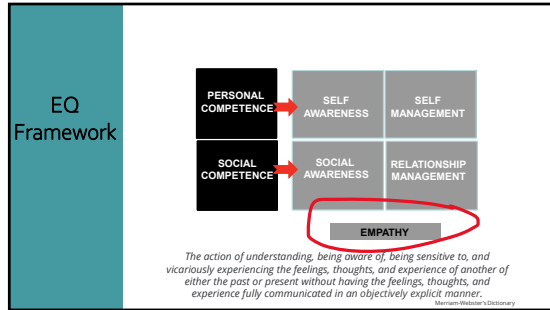 EQ
Framework
PERSONAL
COMPETENCE
SELF
AWARENESS
SELF
MANAGEMENT
SOCIAL
COMPETENCE
SOCIAL
AWARENESS
RELATIONSHIP
MANAGEMENT
EMPATHY
The action of understanding, being aware of, being sensitive to, and
vicariously experiencing the feelings, thoughts, and experience of another of
either the past or present without having the feelings, thoughts, and
experience fully communicated in an objectively explicit manner.
Merriam-Webster's Dictionary